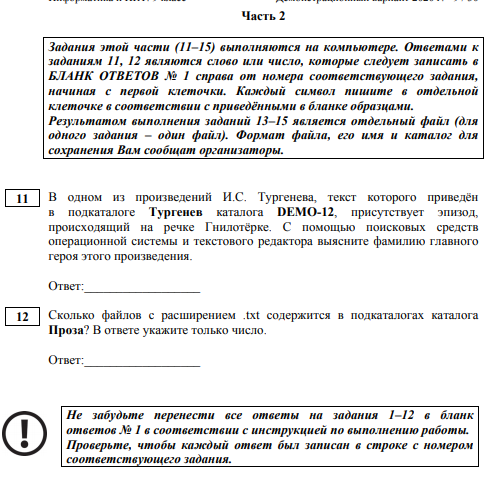 Часть 2
Задания этой части (11–15) выполняются на компьютере. Ответами к
заданиям 11, 12 являются слово или число, которые следует записать в
БЛАНК ОТВЕТОВ № 1 справа от номера соответствующего задания,
начиная с первой клеточки. Каждый символ пишите в отдельной
клеточке в соответствии с приведёнными в бланке образцами.
Результатом выполнения заданий 13–15 является отдельный файл (для
одного задания – один файл). Формат файла, его имя и каталог для
сохранения Вам сообщат организаторы.
11 В одном из произведений И.С. Тургенева, текст которого приведён
в подкаталоге Тургенев каталога DEMO-12, присутствует эпизод,
происходящий на речке Гнилотёрке. С помощью поисковых средств
операционной системы и текстового редактора выясните фамилию главного
героя этого произведения.
Ответ:___________________
12 Сколько файлов с расширением .txt содержится в подкаталогах каталога
Проза? В ответе укажите только число.
Ответ:___________________
Не забудьте перенести все ответы на задания 1–12 в бланк
ответов № 1 в соответствии с инструкцией по выполнению работы.
Проверьте, чтобы каждый ответ был записан в строке с номером
соответствующего задания.